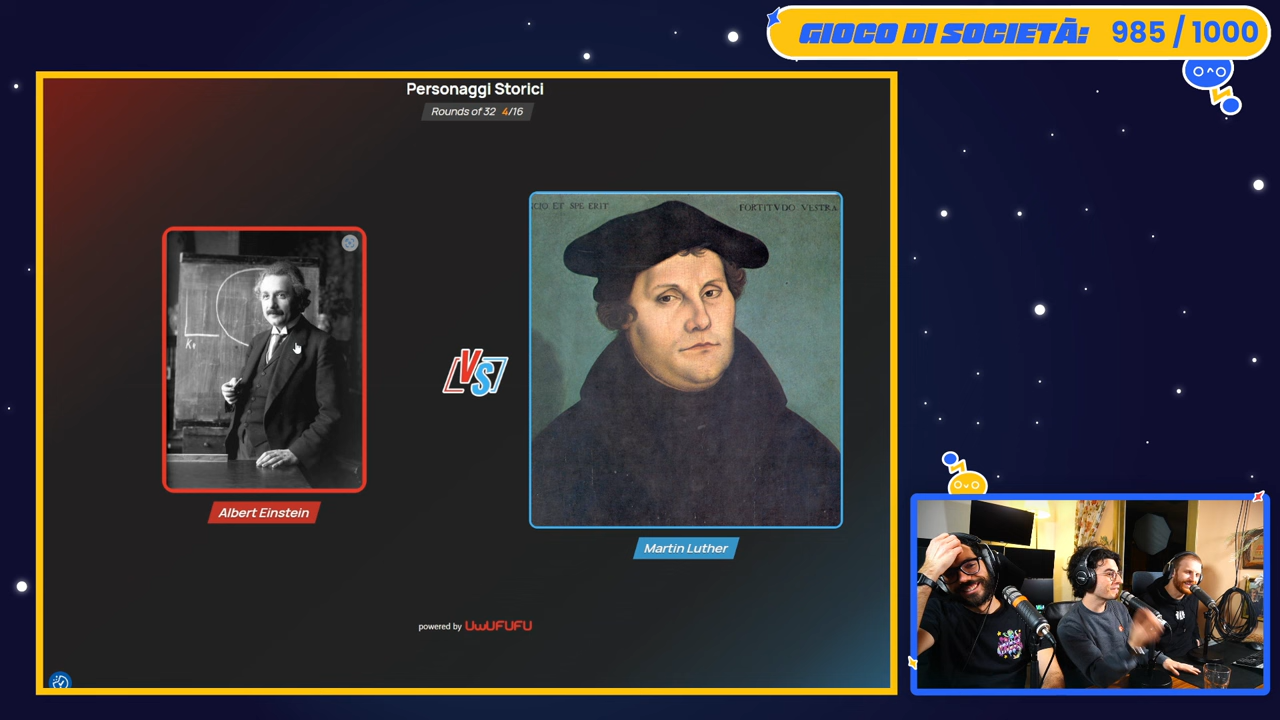 GIOCO DI SOCIETÀ: 985 / 1000
Personaggi Storici
Rounds of 32 4/16
CIO ET SPE ERIT
FORTITVDO VESTRA
VS
Albert Einstein
Martin Luther
powered by UWUFUFU